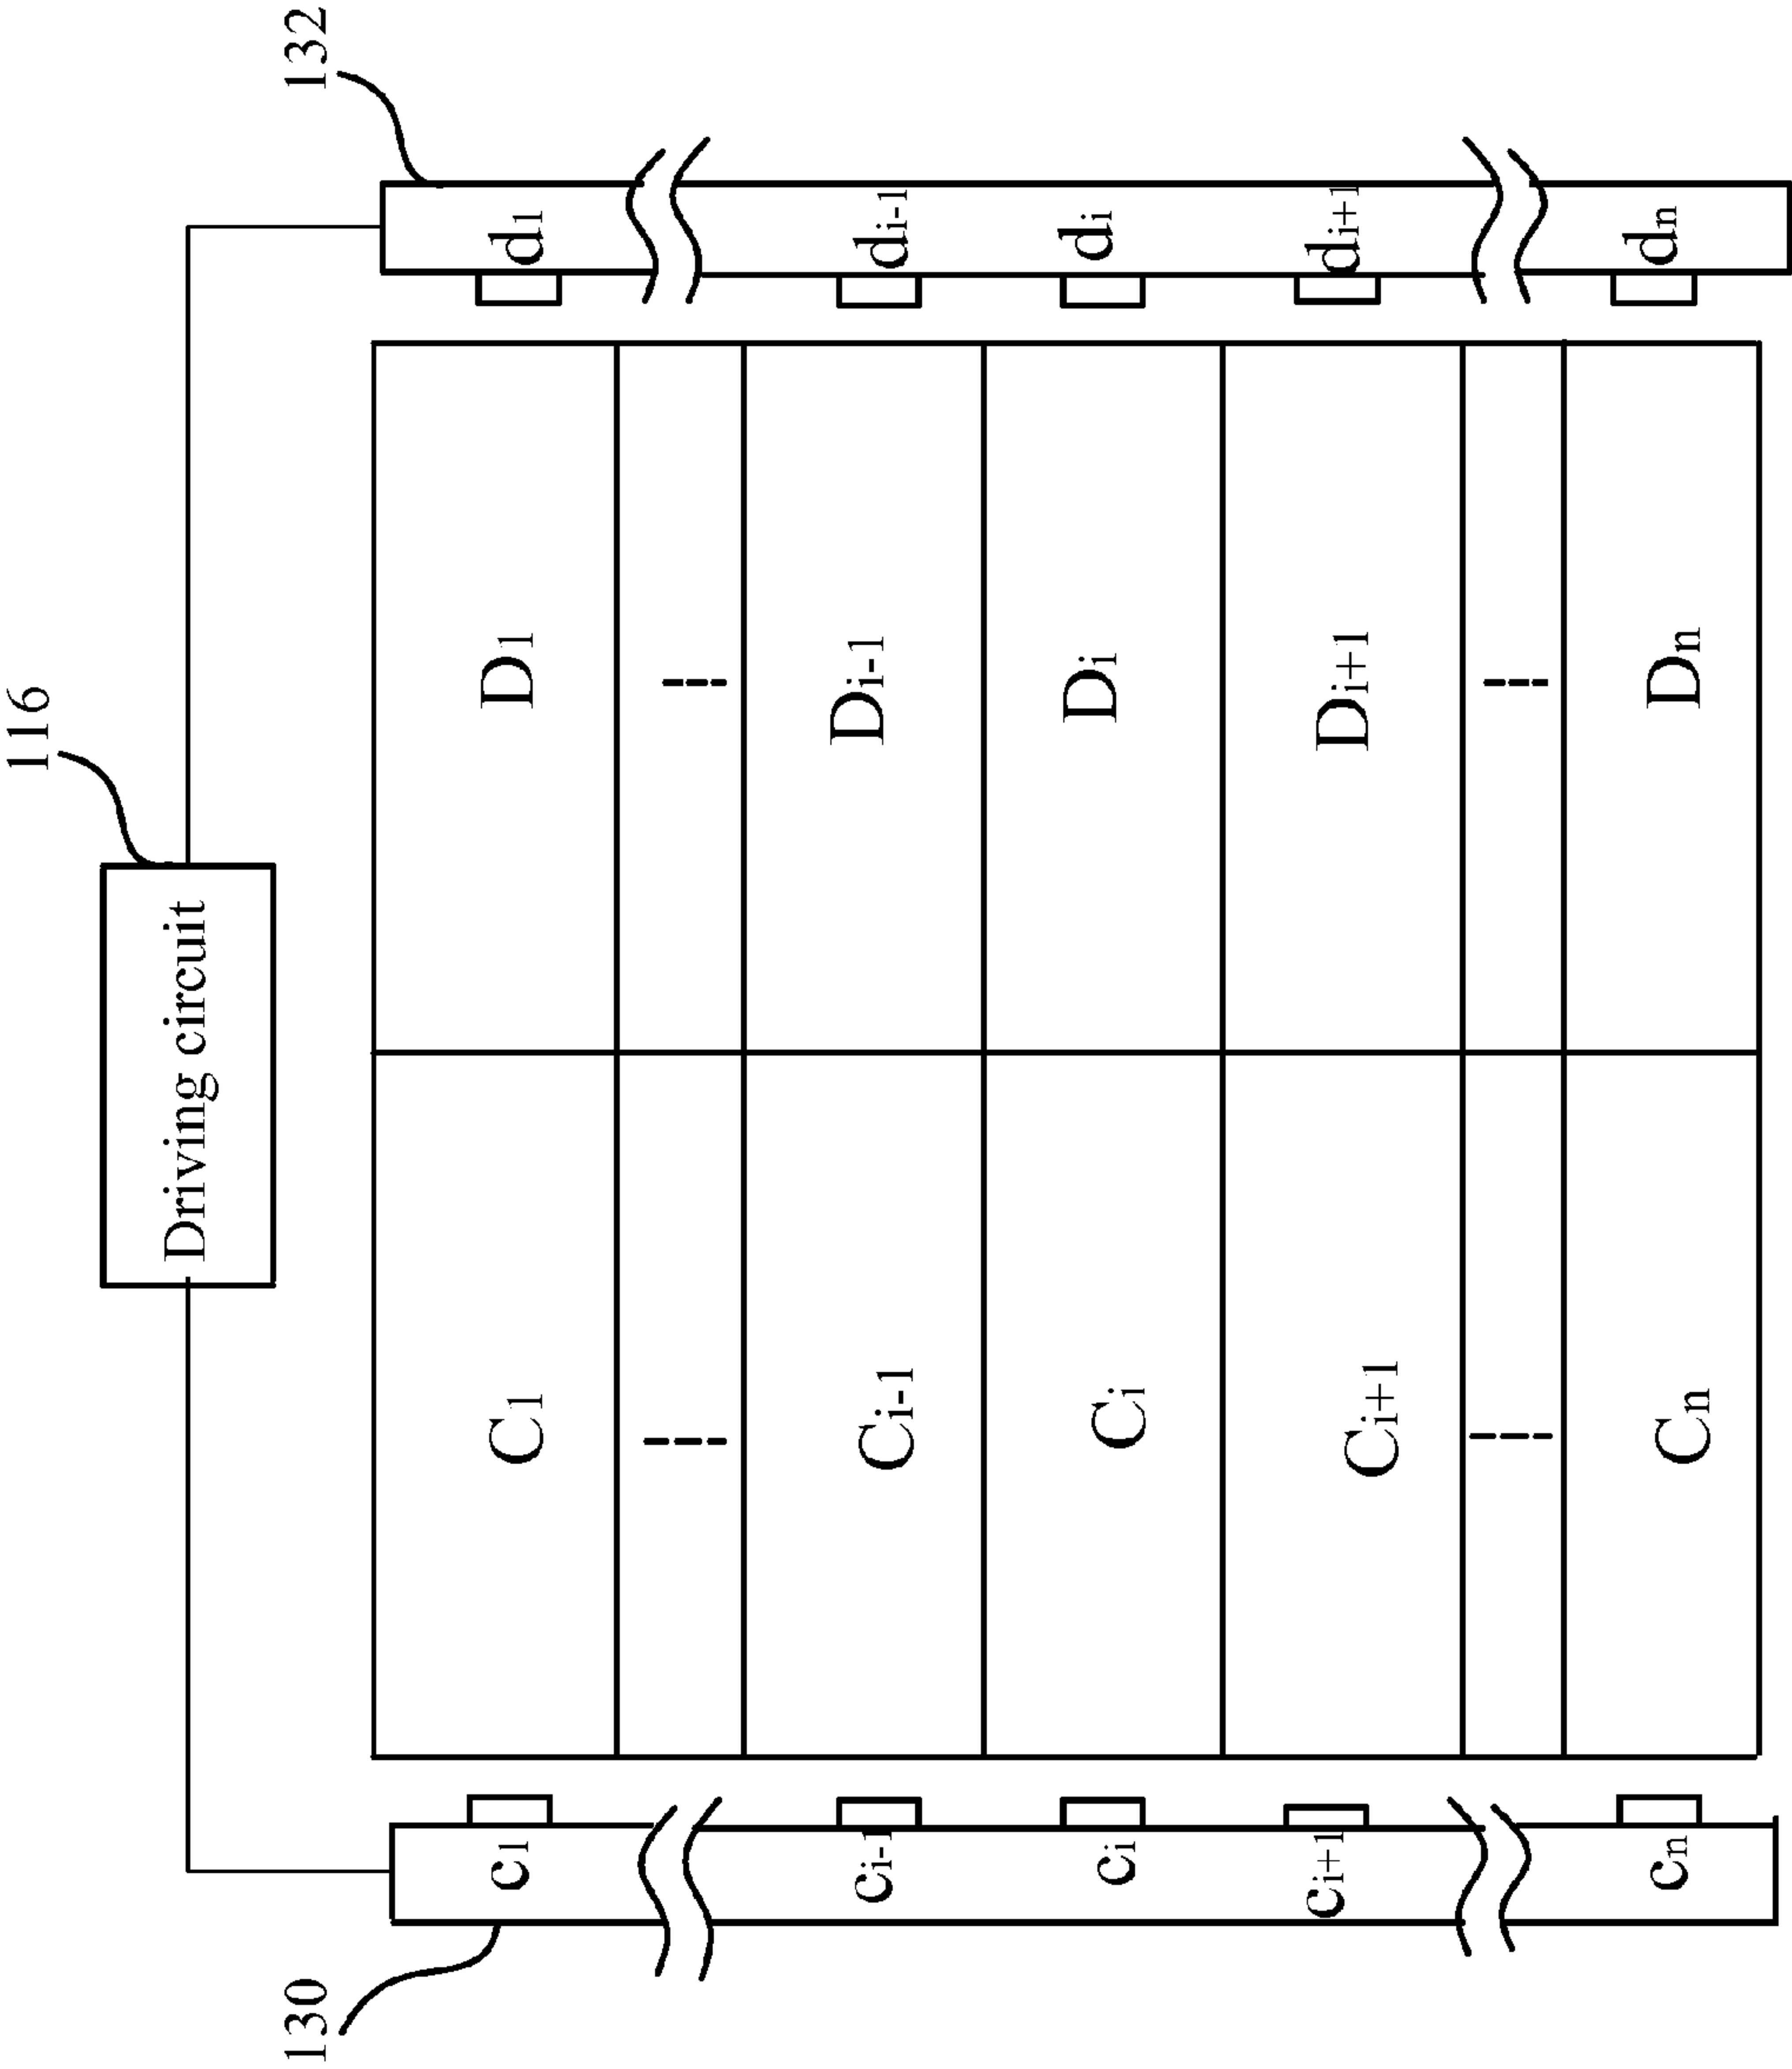 116
Driving circuit
130
132
c1
C1
D1
d1
ci-1
Ci-1
Di-1
di-1
ci
Ci
Di
di
ci+1
Ci+1
Di+1
di+1
cn
Cn
Dn
dn